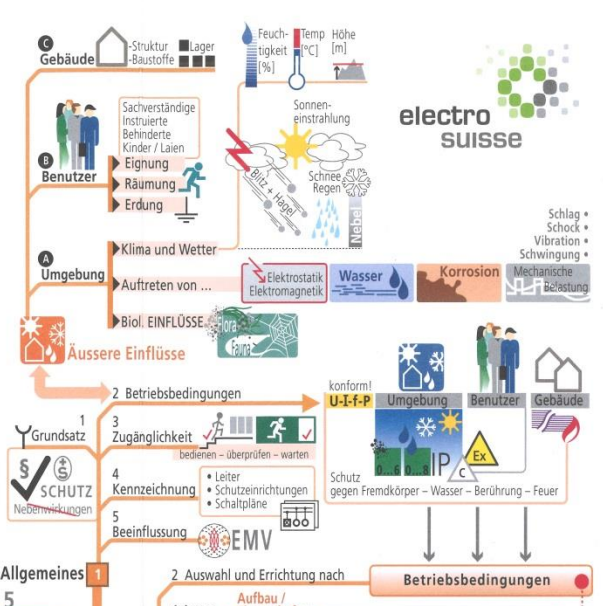 C
Gebäude
-Struktur
-Baustoffe
Lager
Feuch-
tigkeit
[%]
Temp
[°C]
Höhe
[m]
electro
suisse
B
Benutzer
Sachverständige
Instruierte
Behinderte
Kinder / Laien
Eignung
Räumung
Erdung
Sonnen-
einstrahlung
Blitz + Hagel
Schnee
Regen
Nebel
Schlag •
Schock •
Vibration •
Schwingung •
A
Umgebung
Klima und Wetter
Auftreten von ...
Elektrostatik
Elektromagnetik
Wasser
Korrosion
Mechanische
Belastung
Biol. EINFLÜSSE
Flora
Fauna
Äussere Einflüsse
2 Betriebsbedingungen
konform!
U-I-f-P
Umgebung
Benutzer
Gebäude
1
Grundsatz
§
SCHUTZ
Nebenwirkungen
3
Zugänglichkeit
bedienen – überprüfen – warten
0...6
0...8
IP
c
Ex
Schutz
gegen Fremdkörper – Wasser – Berührung – Feuer
4
Kennzeichnung
• Leiter
• Schutzeinrichtungen
• Schaltpläne
5
Beeinflussung
EMV
Allgemeines 1
5
2 Auswahl und Errichtung nach
Betriebsbedingungen
Aufbau /